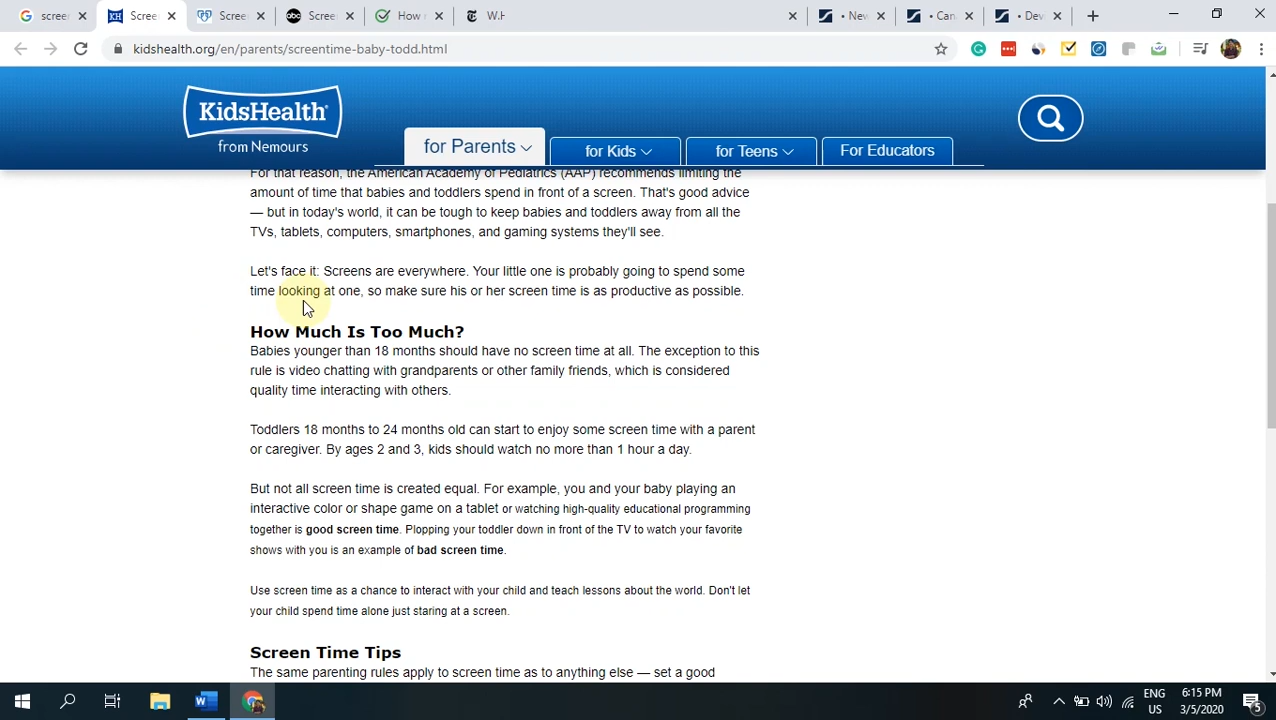 screen
Scree
Scree
Scree
How r
W.H
• New
• Can
• Dev
kidshealth.org/en/parents/screentime-baby-todd.html
KidsHealth®
from Nemours
for Parents
for Kids
for Teens
For Educators
For that reason, the American Academy of Pediatrics (AAP) recommends limiting the
amount of time that babies and toddlers spend in front of a screen. That's good advice
— but in today's world, it can be tough to keep babies and toddlers away from all the
TVs, tablets, computers, smartphones, and gaming systems they'll see.
Let's face it: Screens are everywhere. Your little one is probably going to spend some
time looking at one, so make sure his or her screen time is as productive as possible.
How Much Is Too Much?
Babies younger than 18 months should have no screen time at all. The exception to this
rule is video chatting with grandparents or other family friends, which is considered
quality time interacting with others.
Toddlers 18 months to 24 months old can start to enjoy some screen time with a parent
or caregiver. By ages 2 and 3, kids should watch no more than 1 hour a day.
But not all screen time is created equal. For example, you and your baby playing an
interactive color or shape game on a tablet or watching high-quality educational programming
together is good screen time. Plopping your toddler down in front of the TV to watch your favorite
shows with you is an example of bad screen time.
Use screen time as a chance to interact with your child and teach lessons about the world. Don't let
your child spend time alone just staring at a screen.
Screen Time Tips
The same parenting rules apply to screen time as to anything else — set a good
ENG
US
6:15 PM
3/5/2020
5